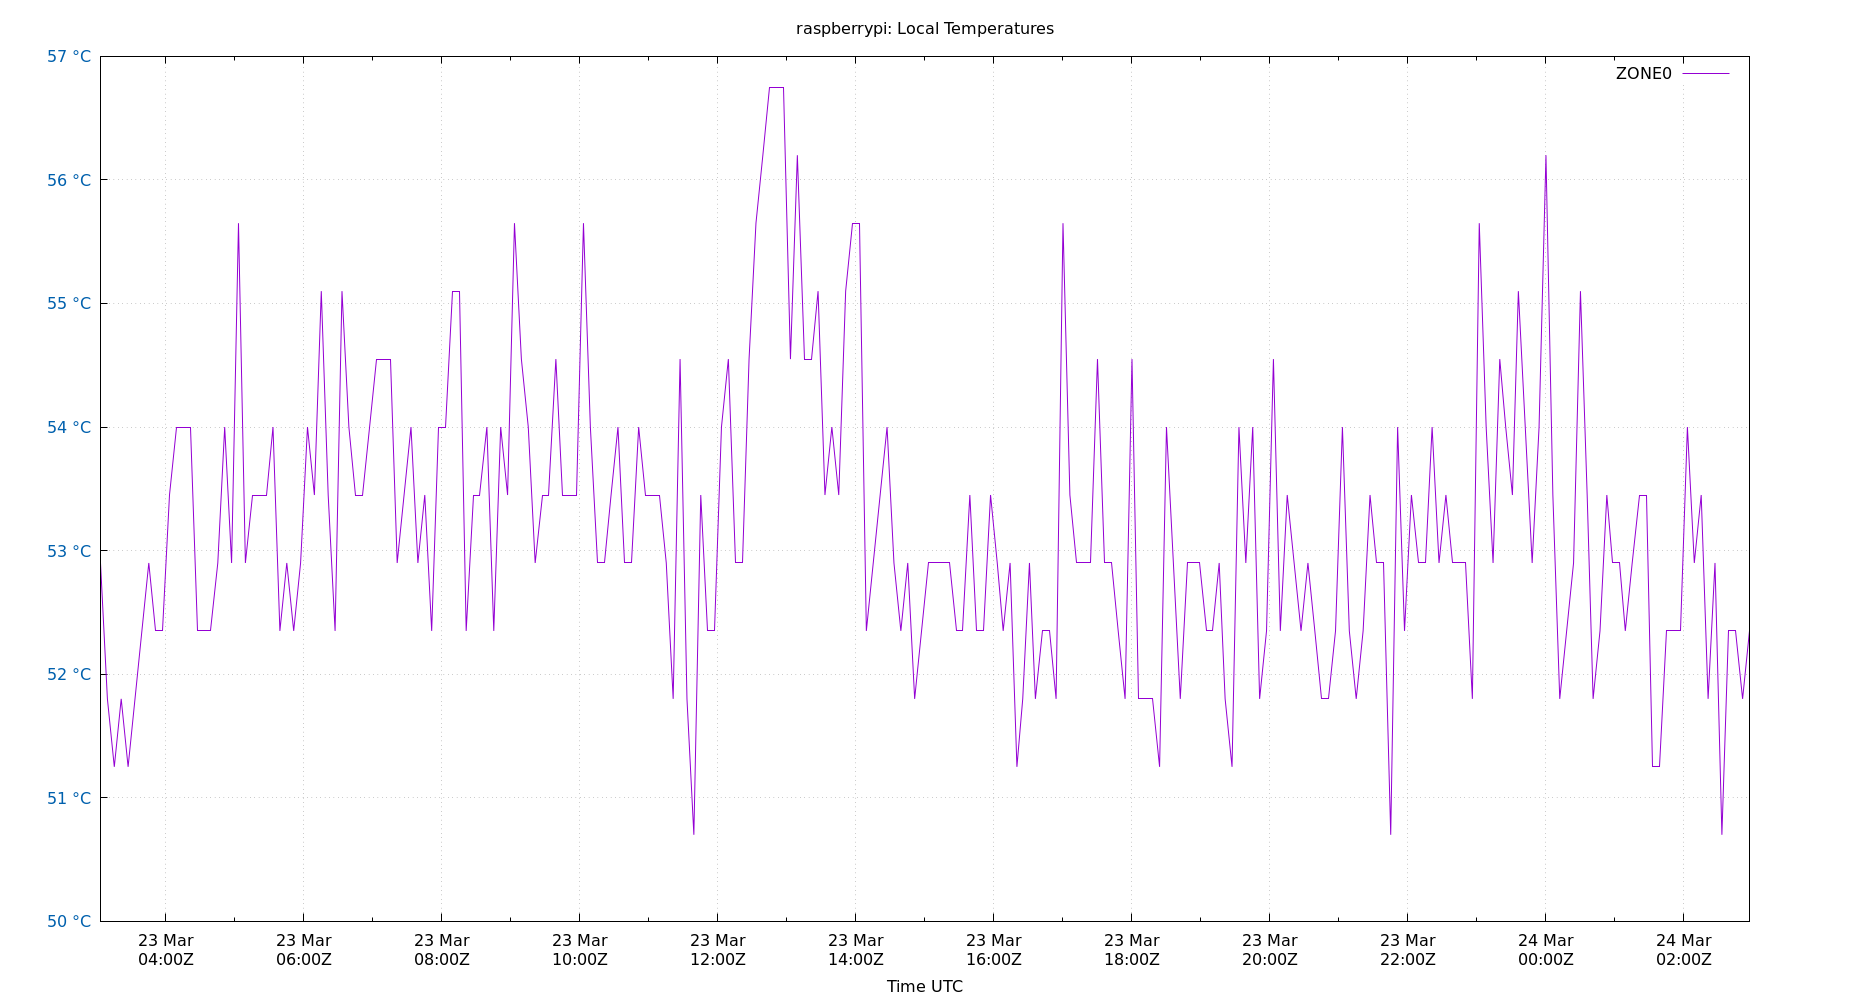 raspberrypi: Local Temperatures
57 °C
ZONE0
56 °C
55 °C
54 °C
53 °C
52 °C
51 °C
50 °C
23 Mar 23 Mar 23 Mar 23 Mar 23 Mar 23 Mar 23 Mar 23 Mar 23 Mar 23 Mar 24 Mar 24 Mar
04:00Z 06:00Z 08:00Z 10:00Z 12:00Z 14:00Z 16:00Z 18:00Z 20:00Z 22:00Z 00:00Z 02:00Z
Time UTC